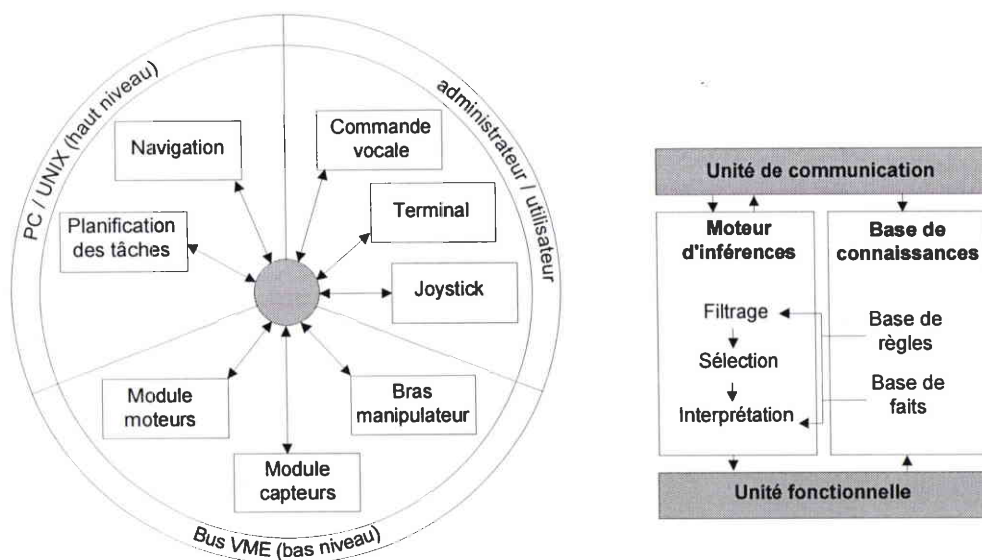 PC / UNIX (haut niveau)
administrateur / utilisateur
Navigation
Commande
vocale
Planification
des tâches
Terminal
Joystick
Module
moteurs
Bras
manipulateur
Module
capteurs
Bus VME (bas niveau)
Unité de communication
Moteur
d'inférences
Base de
connaissances
Filtrage
Base de
règles
Sélection
Base de
faits
Interprétation
Unité fonctionnelle